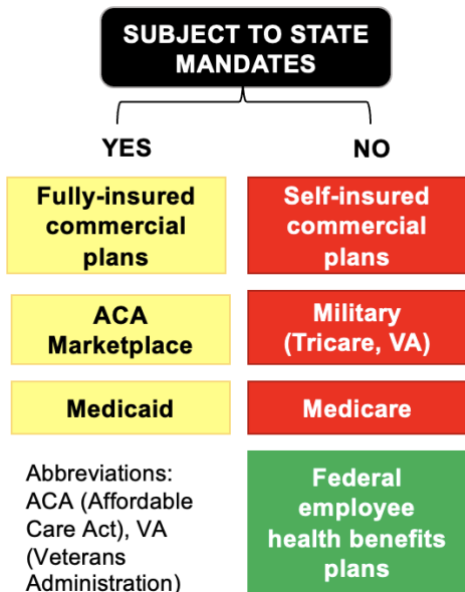 SUBJECT TO STATE
MANDATES
YES
NO
Fully-insured
commercial
plans
Self-insured
commercial
plans
ACA
Marketplace
Military
(Tricare, VA)
Medicaid
Medicare
Abbreviations:
ACA (Affordable
Care Act), VA
(Veterans
Administration)
Federal
employee
health benefits
plans